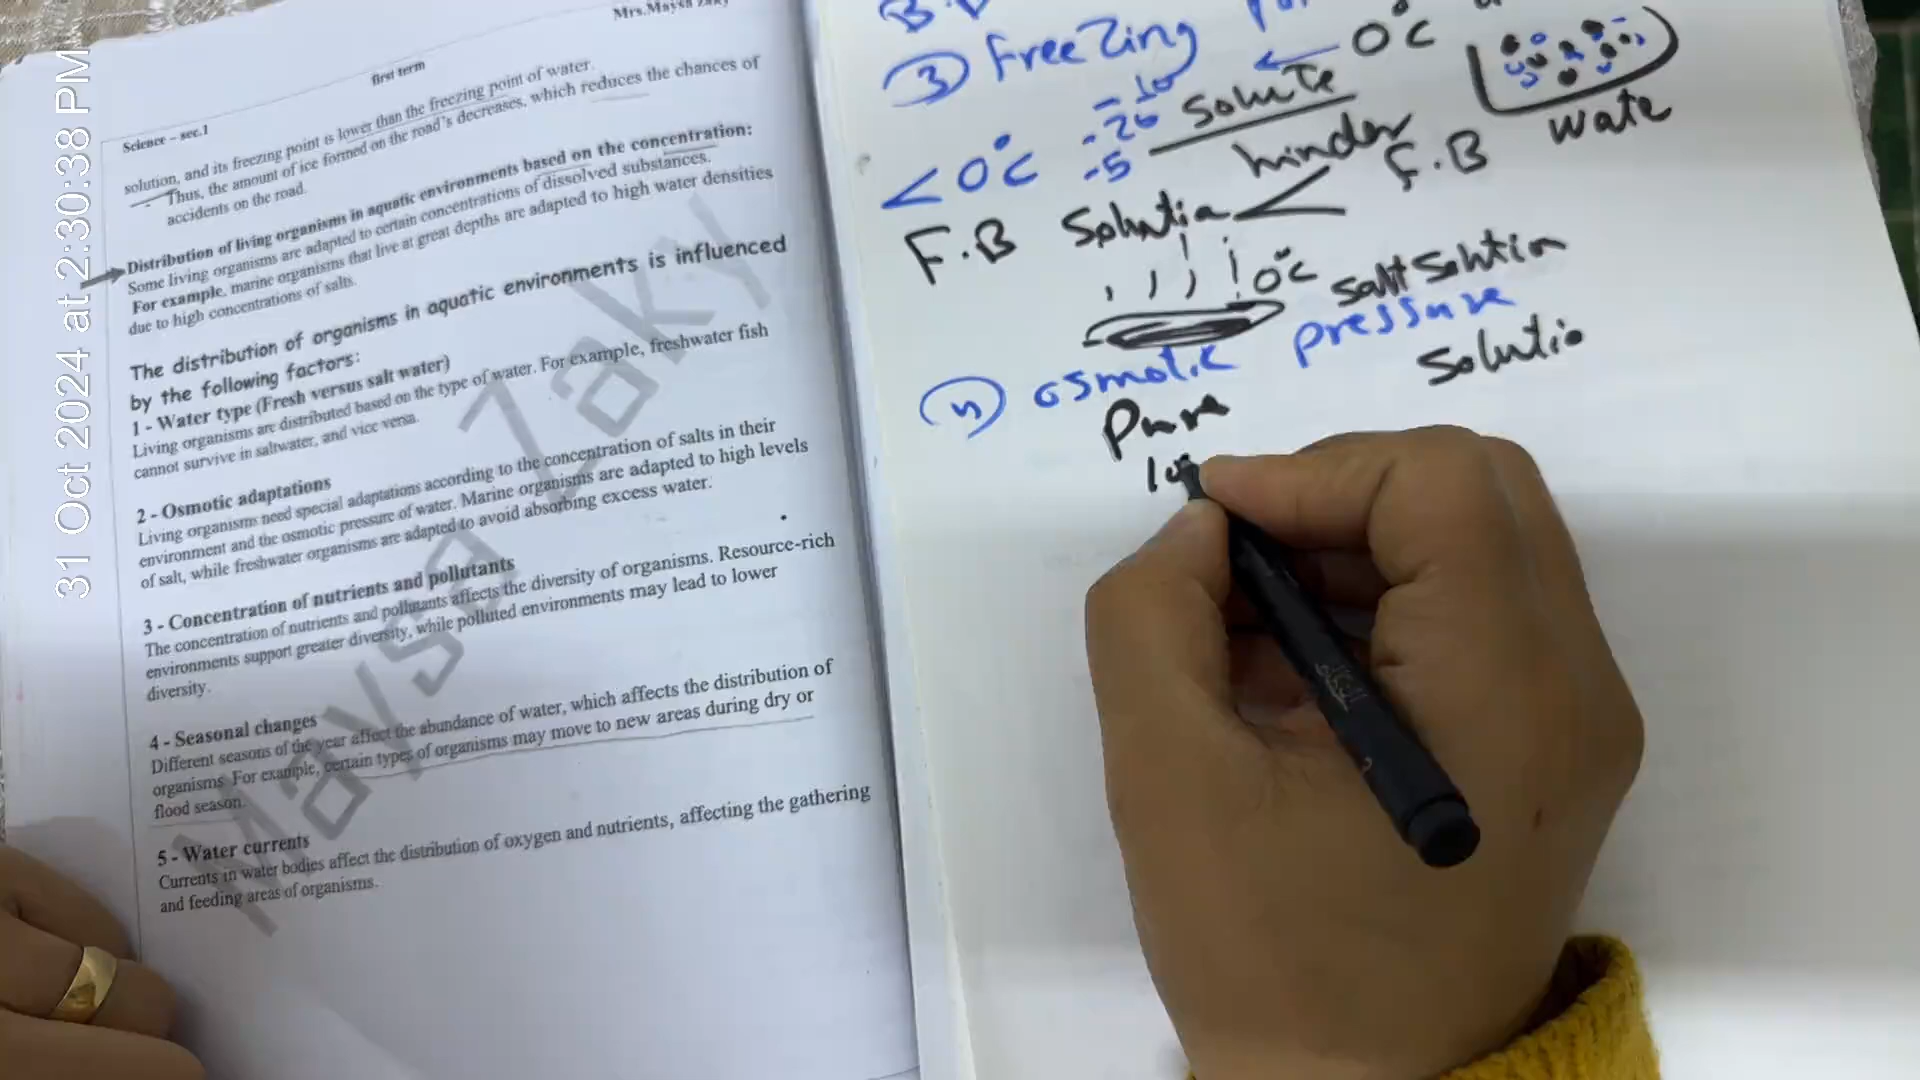 31 Oct 2024 at 2:30:38 PM
Mrs.Maysa Zaky
first term
Science – sec.1
solution, and its freezing point is lower than the freezing point of water.
Thus, the amount of ice formed on the road's decreases, which reduces the chances of
accidents on the road.
Distribution of living organisms in aquatic environments based on the concentration:
Some living organisms are adapted to certain concentrations of dissolved substances.
For example, marine organisms that live at great depths are adapted to high water densities
due to high concentrations of salts.
The distribution of organisms in aquatic environments is influenced
by the following factors:
1 - Water type (Fresh versus salt water)
Living organisms are distributed based on the type of water. For example, freshwater fish
cannot survive in saltwater, and vice versa.
2 - Osmotic adaptations
Living organisms need special adaptations according to the concentration of salts in their
environment and the osmotic pressure of water. Marine organisms are adapted to high levels
of salt, while freshwater organisms are adapted to avoid absorbing excess water.
3 - Concentration of nutrients and pollutants
The concentration of nutrients and pollutants affects the diversity of organisms. Resource-rich
environments support greater diversity, while polluted environments may lead to lower
diversity.
4 - Seasonal changes
Different seasons of the year affect the abundance of water, which affects the distribution of
organisms. For example, certain types of organisms may move to new areas during dry or
flood season.
5 - Water currents
Currents in water bodies affect the distribution of oxygen and nutrients, affecting the gathering
and feeding areas of organisms.
Maysa Zaky
3 Freezing
0°C
-10
-20
-5
<0°C
Solute
hinder
F.B
Wate
F.B Solutin <
0°C
Salt Solution
osmotic pressure
Pure
Solutio